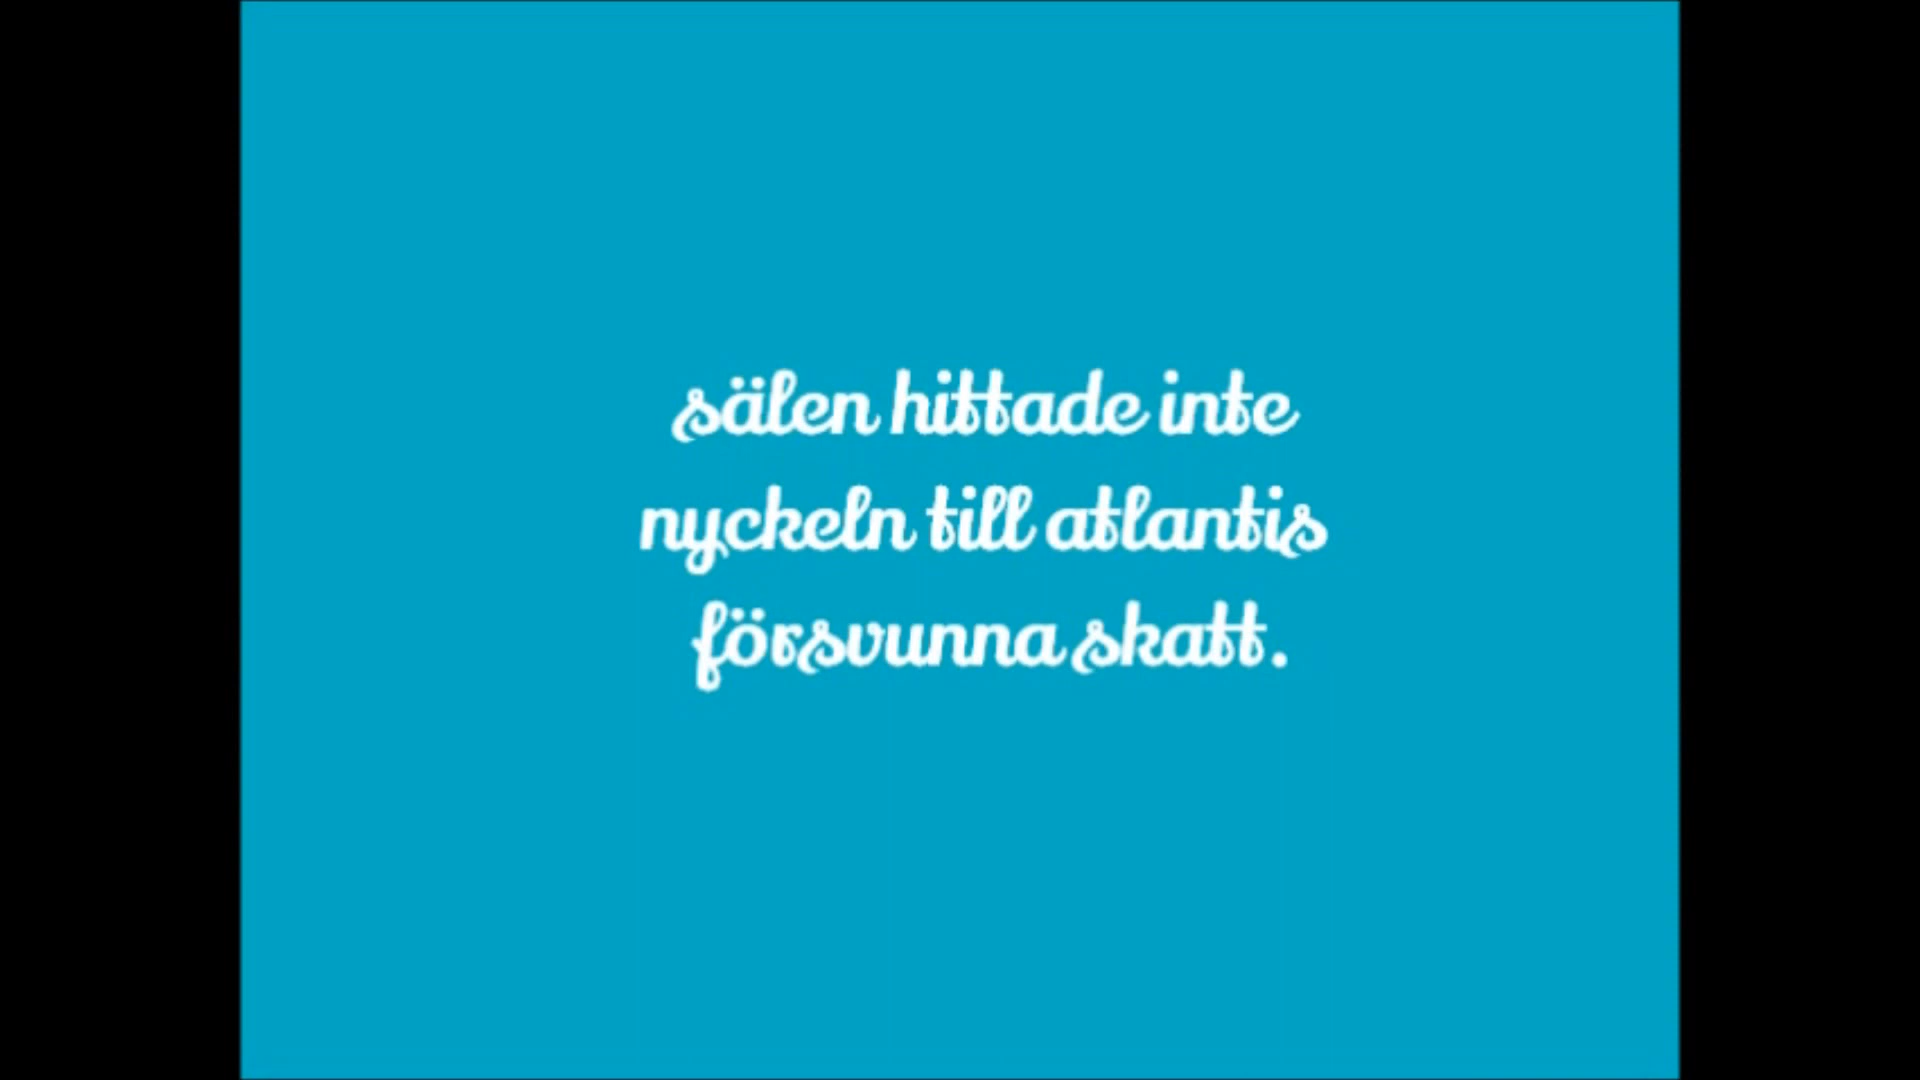 sälen hittade inte
nyckeln till atlantis
försvunna skatt.